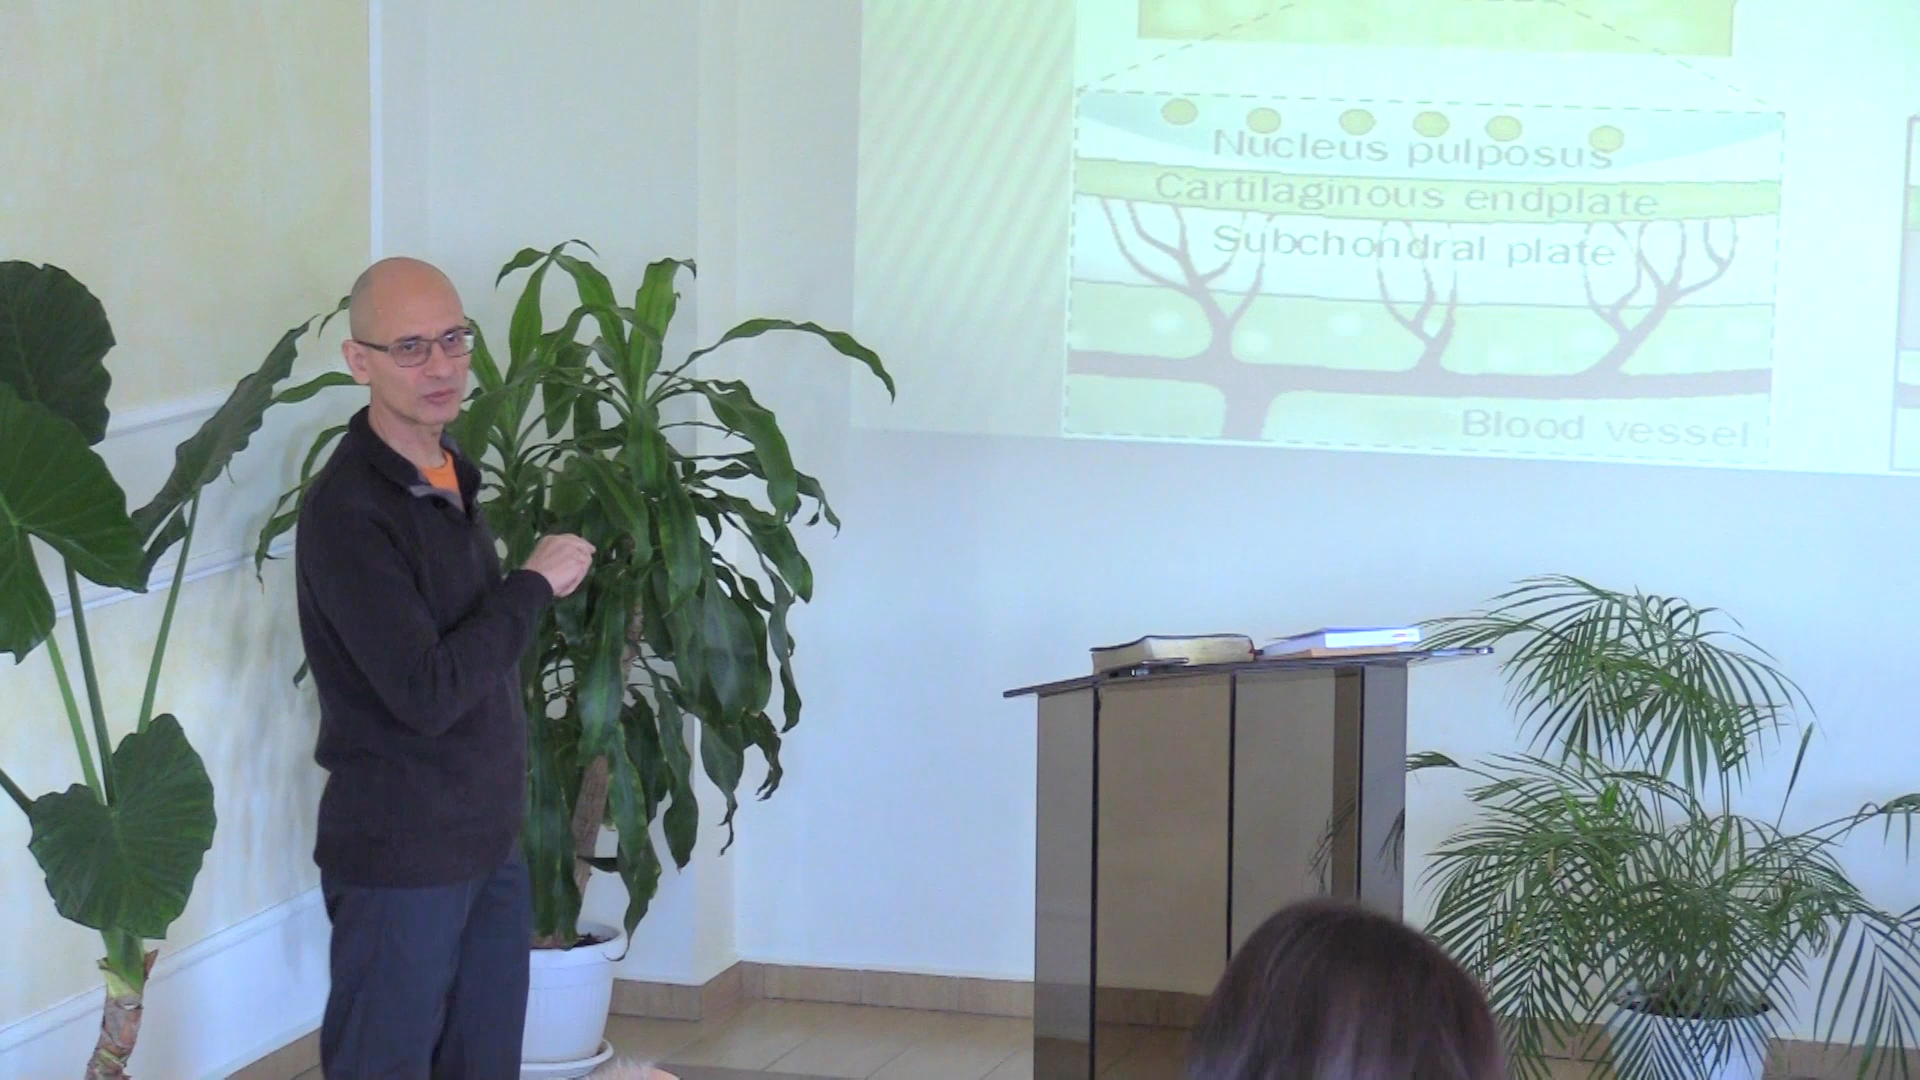 Nucleus pulposus
Cartilaginous endplate
Subchondral plate
Blood vessel